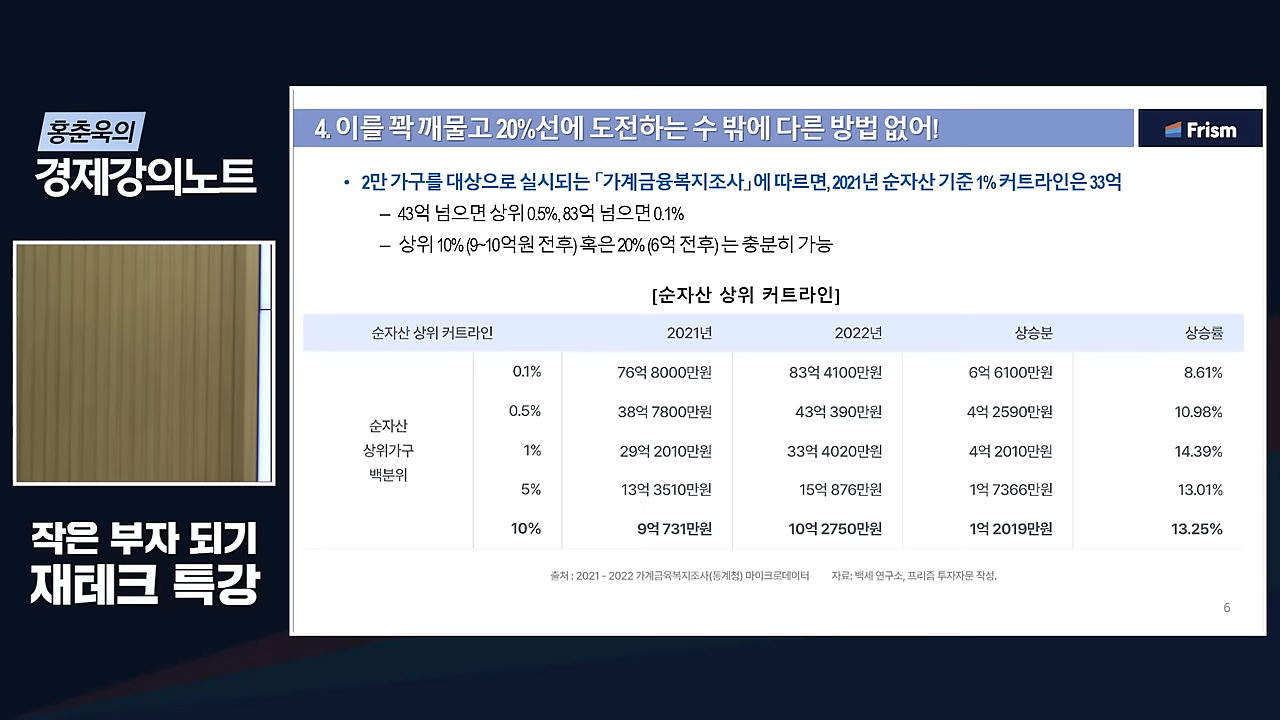 홍춘욱의
경제강의노트
작은 부자 되기
재테크 특강
4. 이를 꽉 깨물고 20%선에 도전하는 수 밖에 다른 방법 없어!
Frism
• 2만 가구를 대상으로 실시되는 「가계금융복지조사」에 따르면, 2021년 순자산 기준 1% 커트라인은 33억
– 43억 넘으면 상위 0.5%, 83억 넘으면 0.1%
– 상위 10% (9~10억원 전후) 혹은 20% (6억 전후) 는 충분히 가능
[순자산 상위 커트라인]
순자산 상위 커트라인 2021년 2022년 상승분 상승률
순자산
상위가구
백분위
0.1% 76억 8000만원 83억 4100만원 6억 6100만원 8.61%
0.5% 38억 7800만원 43억 390만원 4억 2590만원 10.98%
1% 29억 2010만원 33억 4020만원 4억 2010만원 14.39%
5% 13억 3510만원 15억 876만원 1억 7366만원 13.01%
10% 9억 731만원 10억 2750만원 1억 2019만원 13.25%
출처 : 2021 - 2022 가계금융복지조사(통계청) 마이크로데이터 자료: 백세 연구소, 프리즘 투자자문 작성.
6